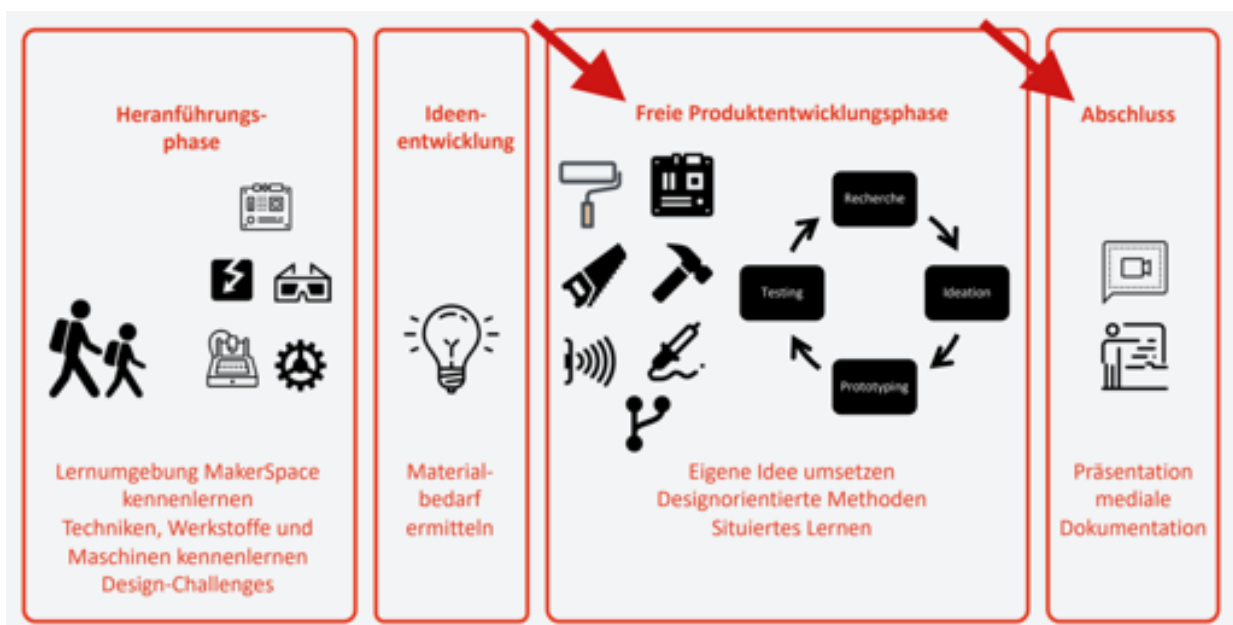 Heranführungs-
phase
Lernumgebung MakerSpace
kennenlernen
Techniken, Werkstoffe und
Maschinen kennenlernen
Design-Challenges
Ideen-
entwicklung
Material-
bedarf
ermitteln
Freie Produktentwicklungsphase
Recherche
Ideation
Prototyping
Testing
Eigene Idee umsetzen
Designorientierte Methoden
Situiertes Lernen
Abschluss
Präsentation
mediale
Dokumentation